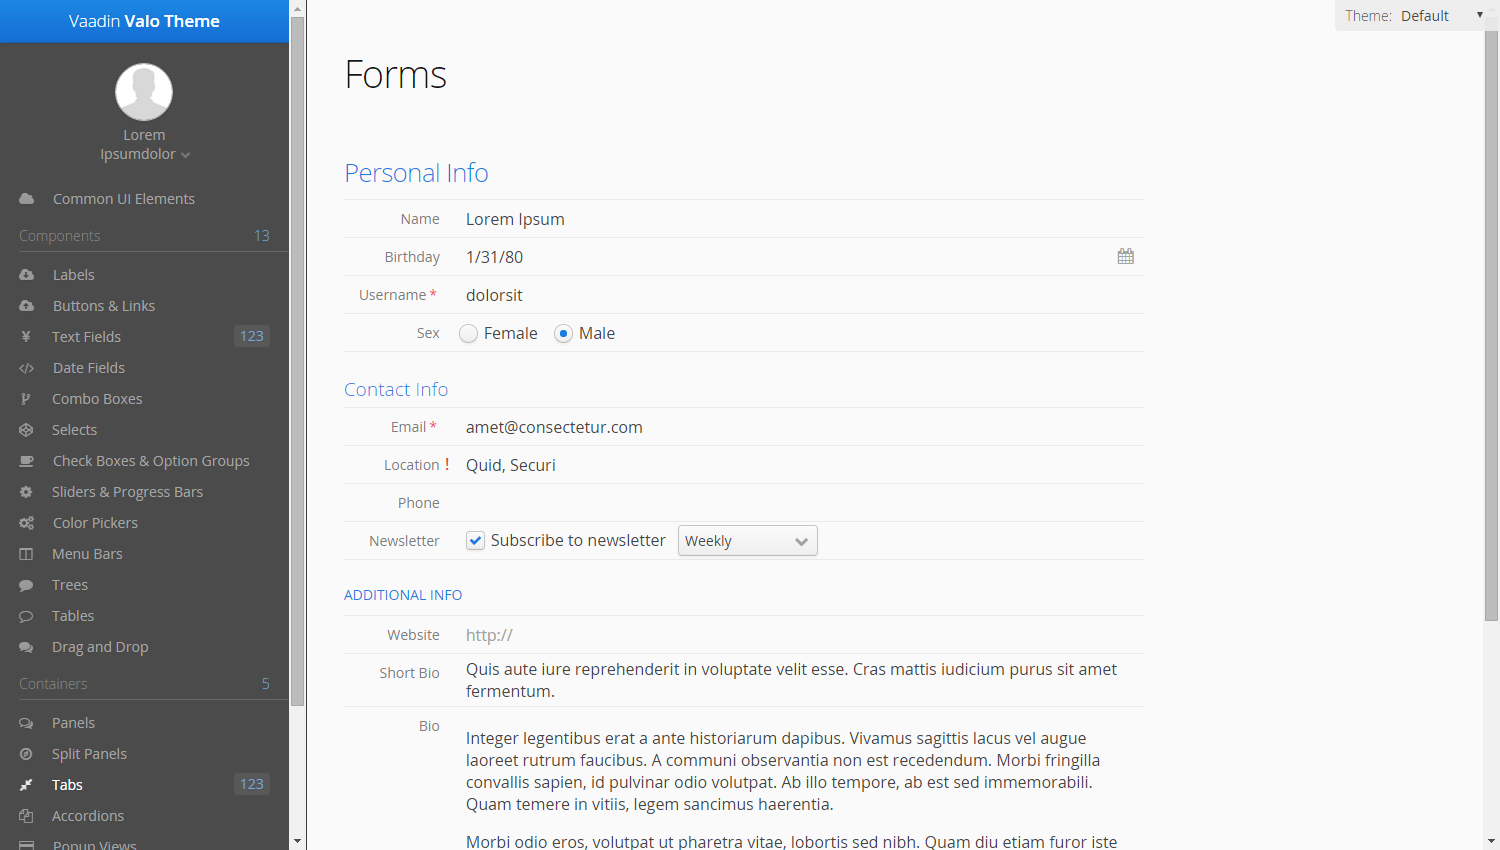 Vaadin Valo Theme
Lorem
Ipsumdolor
Common UI Elements
Components 13
Labels
Buttons & Links
Text Fields 123
Date Fields
Combo Boxes
Selects
Check Boxes & Option Groups
Sliders & Progress Bars
Color Pickers
Menu Bars
Trees
Tables
Drag and Drop
Containers 5
Panels
Split Panels
Tabs 123
Accordions
Popup Views
Theme: Default
Forms
Personal Info
Name Lorem Ipsum
Birthday 1/31/80
Username * dolorsit
Sex Female Male
Contact Info
Email * amet@consectetur.com
Location ! Quid, Securi
Phone
Newsletter Subscribe to newsletter Weekly
ADDITIONAL INFO
Website http://
Short Bio Quis aute iure reprehenderit in voluptate velit esse. Cras mattis iudicium purus sit amet
fermentum.
Bio
Integer legentibus erat a ante historiarum dapibus. Vivamus sagittis lacus vel augue
laoreet rutrum faucibus. A communi observantia non est recedendum. Morbi fringilla
convallis sapien, id pulvinar odio volutpat. Ab illo tempore, ab est sed immemorabili.
Quam temere in vitiis, legem sancimus haerentia.
Morbi odio eros, volutpat ut pharetra vitae, lobortis sed nibh. Quam diu etiam furor iste